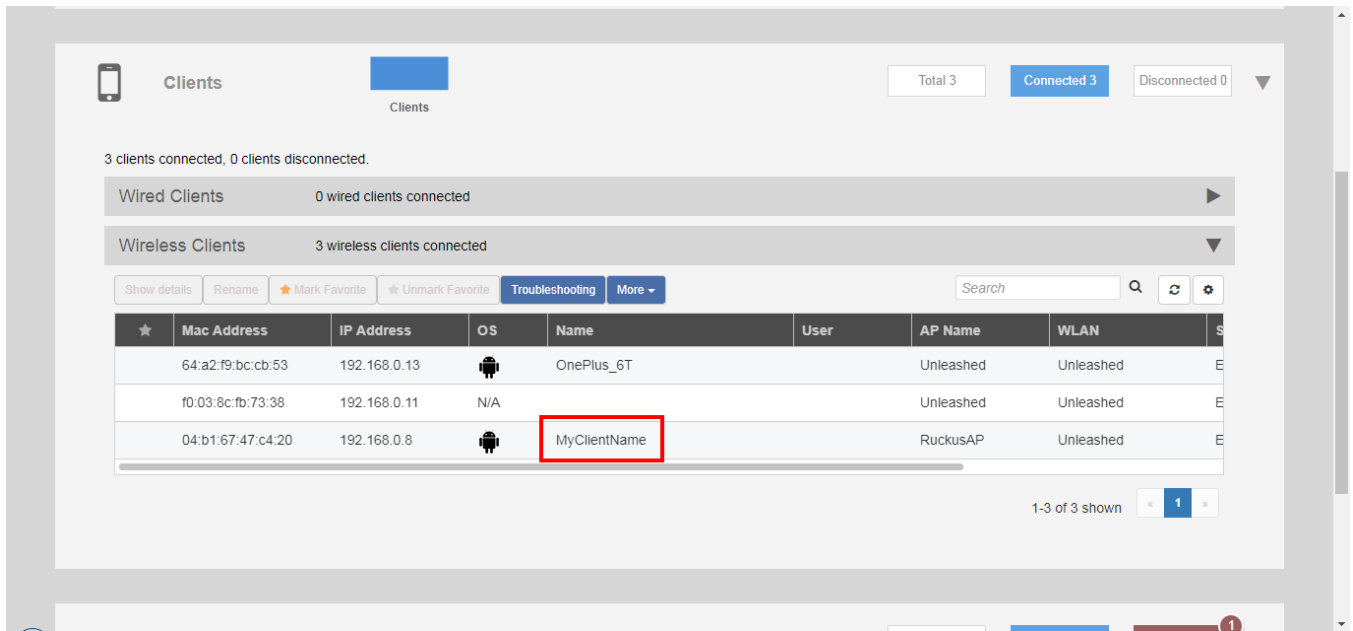 Clients
Clients
Total 3
Connected 3
Disconnected 0
3 clients connected, 0 clients disconnected.
Wired Clients 0 wired clients connected
Wireless Clients 3 wireless clients connected
Show details Rename Mark Favorite Unmark Favorite Troubleshooting More Search
Mac Address IP Address OS Name User AP Name WLAN S
64:a2:f9:bc:cb:53 192.168.0.13 OnePlus_6T Unleashed Unleashed E
f0:03:8c:fb:73:38 192.168.0.11 N/A Unleashed Unleashed E
04:b1:67:47:c4:20 192.168.0.8 MyClientName RuckusAP Unleashed E
1-3 of 3 shown « 1 »
1